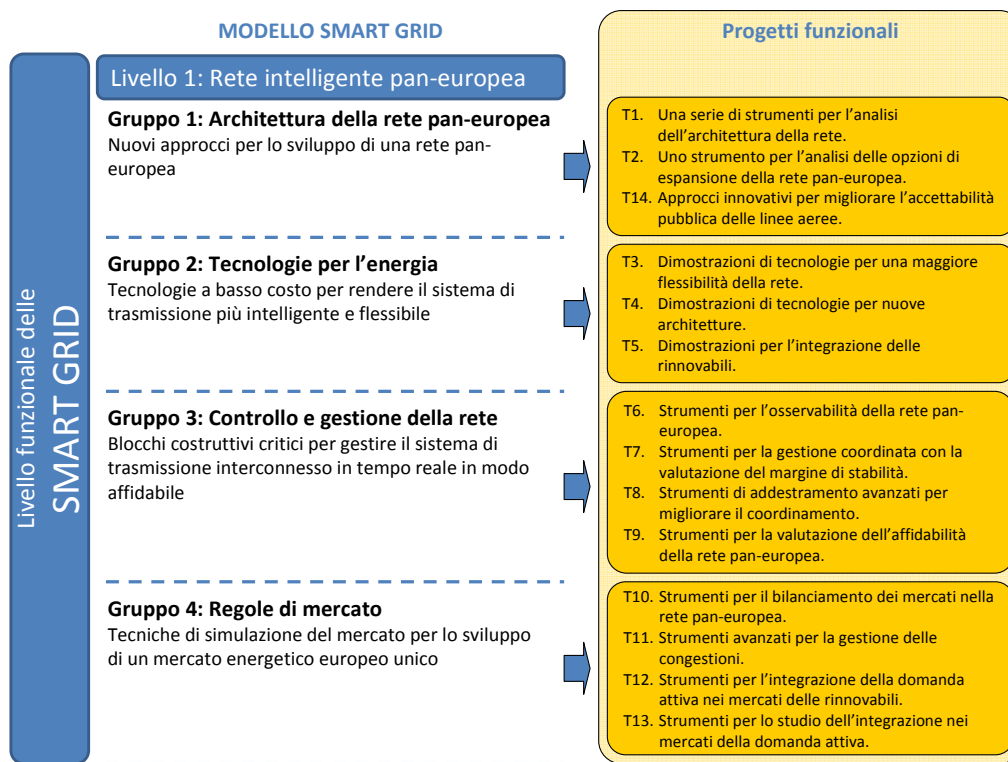 MODELLO SMART GRID
Progetti funzionali
Livello funzionale delle
SMART GRID
Livello 1: Rete intelligente pan-europea
Gruppo 1: Architettura della rete pan-europea
Nuovi approcci per lo sviluppo di una rete pan-
europea
T1. Una serie di strumenti per l’analisi
dell’architettura della rete.
T2. Uno strumento per l’analisi delle opzioni di
espansione della rete pan-europea.
T14. Approcci innovativi per migliorare l’accettabilità
pubblica delle linee aeree.
Gruppo 2: Tecnologie per l’energia
Tecnologie a basso costo per rendere il sistema di
trasmissione più intelligente e flessibile
T3. Dimostrazioni di tecnologie per una maggiore
flessibilità della rete.
T4. Dimostrazioni di tecnologie per nuove
architetture.
T5. Dimostrazioni per l’integrazione delle
rinnovabili.
Gruppo 3: Controllo e gestione della rete
Blocchi costruttivi critici per gestire il sistema di
trasmissione interconnesso in tempo reale in modo
affidabile
T6. Strumenti per l’osservabilità della rete pan-
europea.
T7. Strumenti per la gestione coordinata con la
valutazione del margine di stabilità.
T8. Strumenti di addestramento avanzati per
migliorare il coordinamento.
T9. Strumenti per la valutazione dell’affidabilità
della rete pan-europea.
Gruppo 4: Regole di mercato
Tecniche di simulazione del mercato per lo sviluppo
di un mercato energetico europeo unico
T10. Strumenti per il bilanciamento dei mercati nella
rete pan-europea.
T11. Strumenti avanzati per la gestione delle
congestioni.
T12. Strumenti per l’integrazione della domanda
attiva nei mercati delle rinnovabili.
T13. Strumenti per lo studio dell’integrazione nei
mercati della domanda attiva.